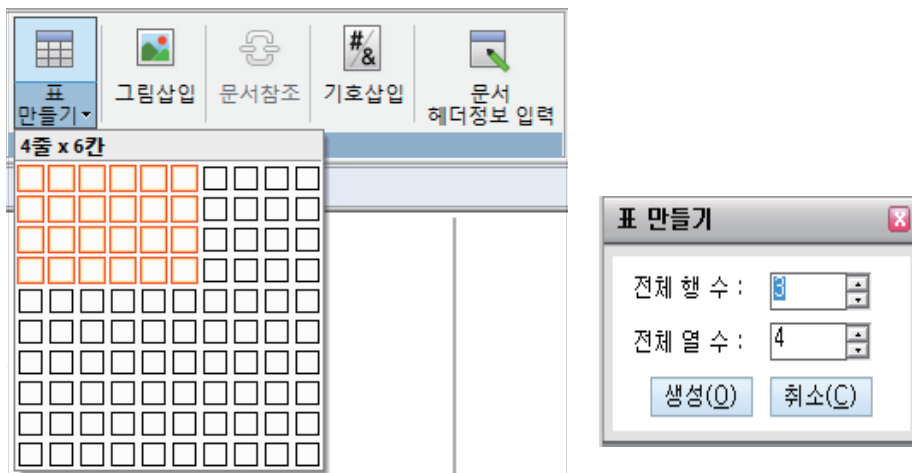 표
만들기
그림삽입
문서참조
#/&
기호삽입
문서
헤더정보 입력
4줄 x 6칸
표 만들기
전체 행 수 : 3
전체 열 수 : 4
생성(O) 취소(C)